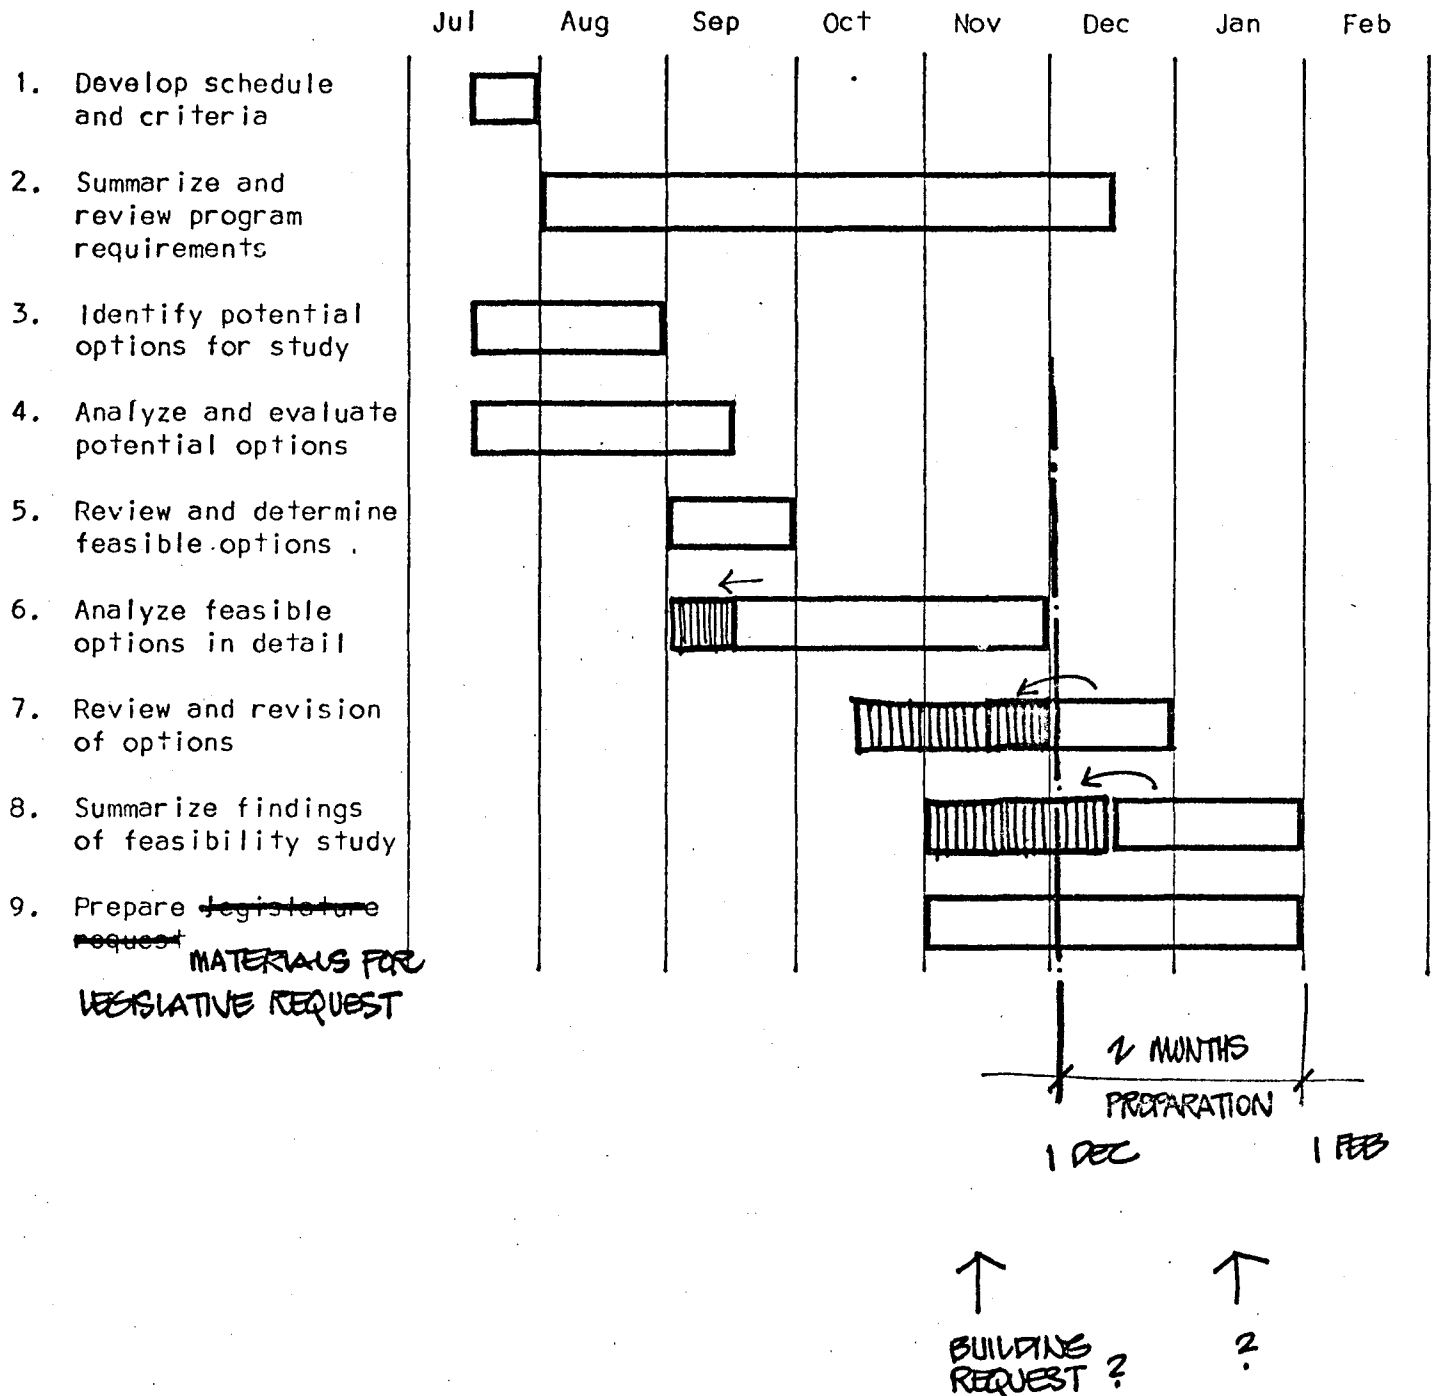 Jul Aug Sep Oct Nov Dec Jan Feb
1. Develop schedule
and criteria
2. Summarize and
review program
requirements
3. Identify potential
options for study
4. Analyze and evaluate
potential options
5. Review and determine
feasible options .
6. Analyze feasible
options in detail
7. Review and revision
of options
8. Summarize findings
of feasibility study
9. Prepare legislature
request
MATERIALS FOR
LEGISLATIVE REQUEST
2 MONTHS
PREPARATION
1 DEC 1 FEB
BUILDING
REQUEST ?
?